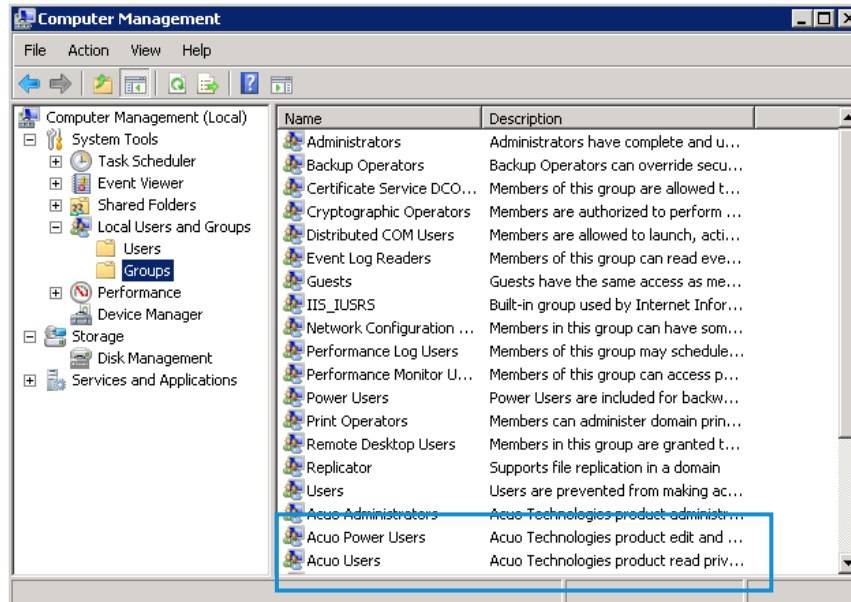 Computer Management
File Action View Help
Computer Management (Local)
System Tools
Task Scheduler
Event Viewer
Shared Folders
Local Users and Groups
Users
Groups
Performance
Device Manager
Storage
Disk Management
Services and Applications
Name Description
Administrators Administrators have complete and u...
Backup Operators Backup Operators can override secu...
Certificate Service DCO... Members of this group are allowed t...
Cryptographic Operators Members are authorized to perform ...
Distributed COM Users Members are allowed to launch, acti...
Event Log Readers Members of this group can read eve...
Guests Guests have the same access as me...
IIS_IUSRS Built-in group used by Internet Infor...
Network Configuration ... Members in this group can have som...
Performance Log Users Members of this group may schedule...
Performance Monitor U... Members of this group can access p...
Power Users Power Users are included for backw...
Print Operators Members can administer domain prin...
Remote Desktop Users Members in this group are granted t...
Replicator Supports file replication in a domain
Users Users are prevented from making ac...
Acuo Administrators Acuo Technologies product administr...
Acuo Power Users Acuo Technologies product edit and ...
Acuo Users Acuo Technologies product read priv...